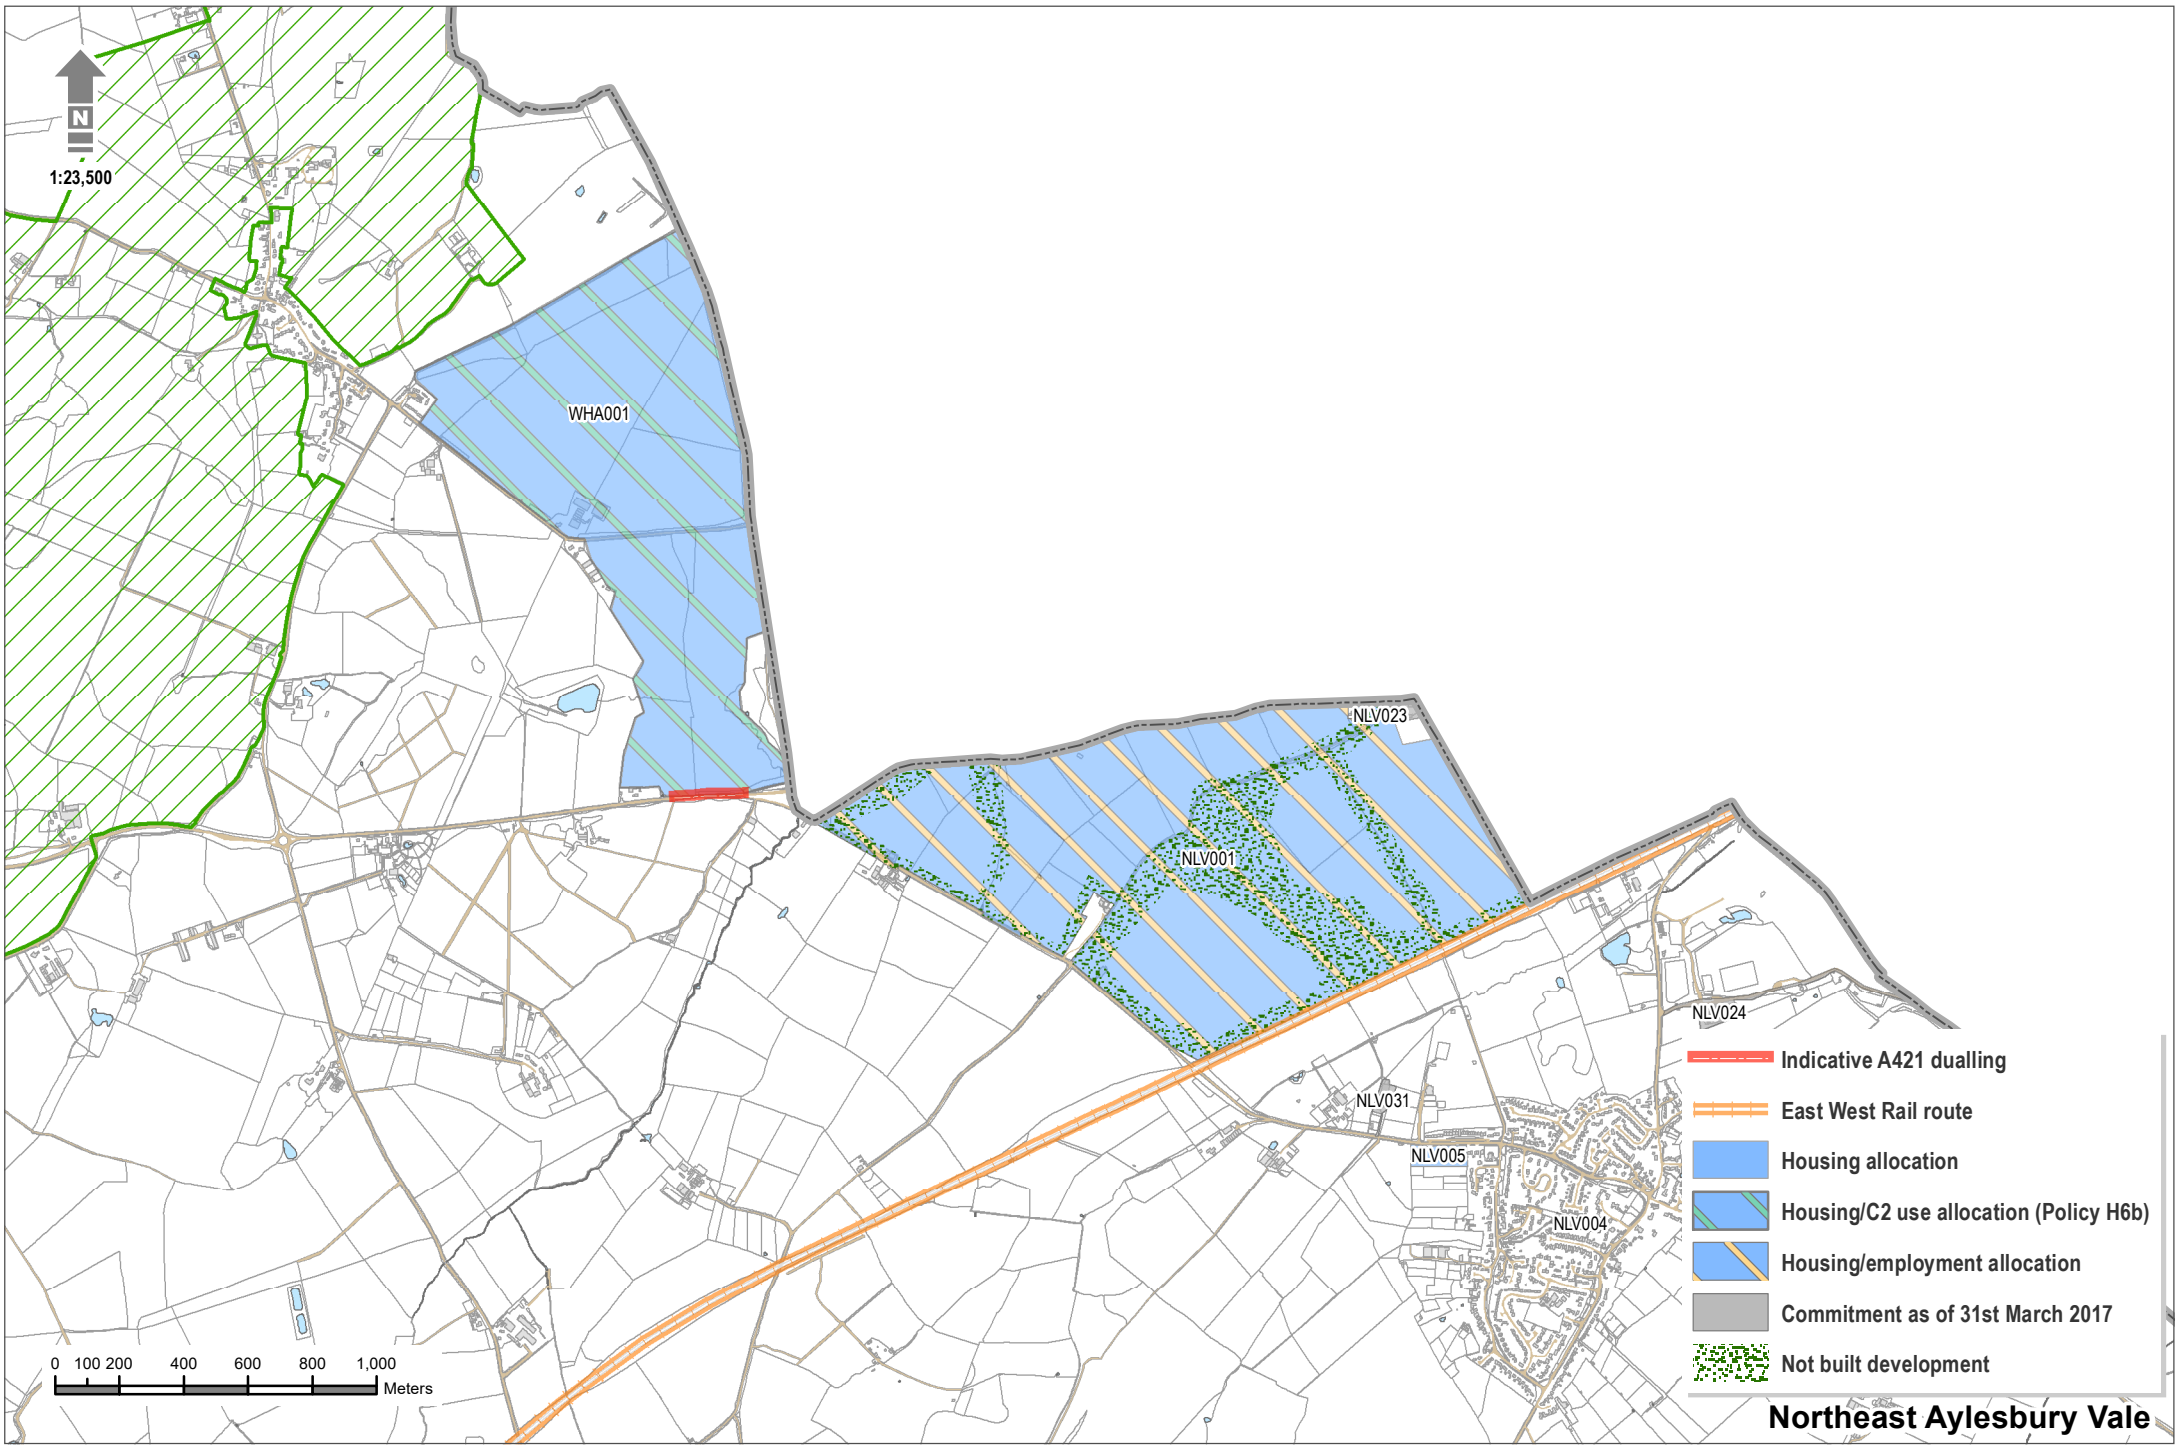 N
1:23,500
WHA001
NLV023
NLV001
NLV024
NLV031
NLV005
NLV004
Indicative A421 dualling
East West Rail route
Housing allocation
Housing/C2 use allocation (Policy H6b)
Housing/employment allocation
Commitment as of 31st March 2017
Not built development
0 100 200 400 600 800 1,000
Meters
Northeast Aylesbury Vale